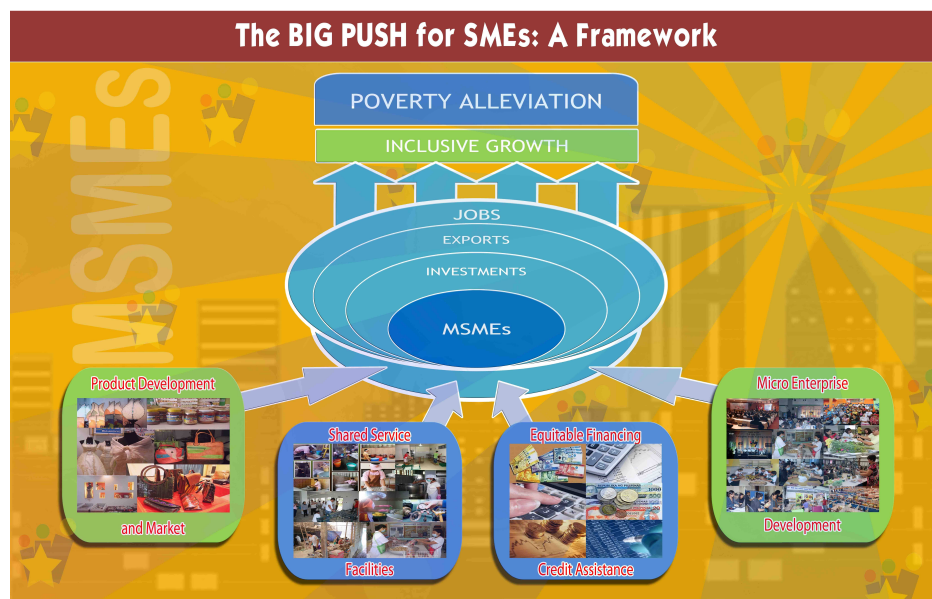 The BIG PUSH for SMEs: A Framework
MSMES
POVERTY ALLEVIATION
INCLUSIVE GROWTH
JOBS
EXPORTS
INVESTMENTS
MSMEs
Product Development
and Market
Shared Service
Facilities
Equitable Financing
Credit Assistance
Micro Enterprise
Development